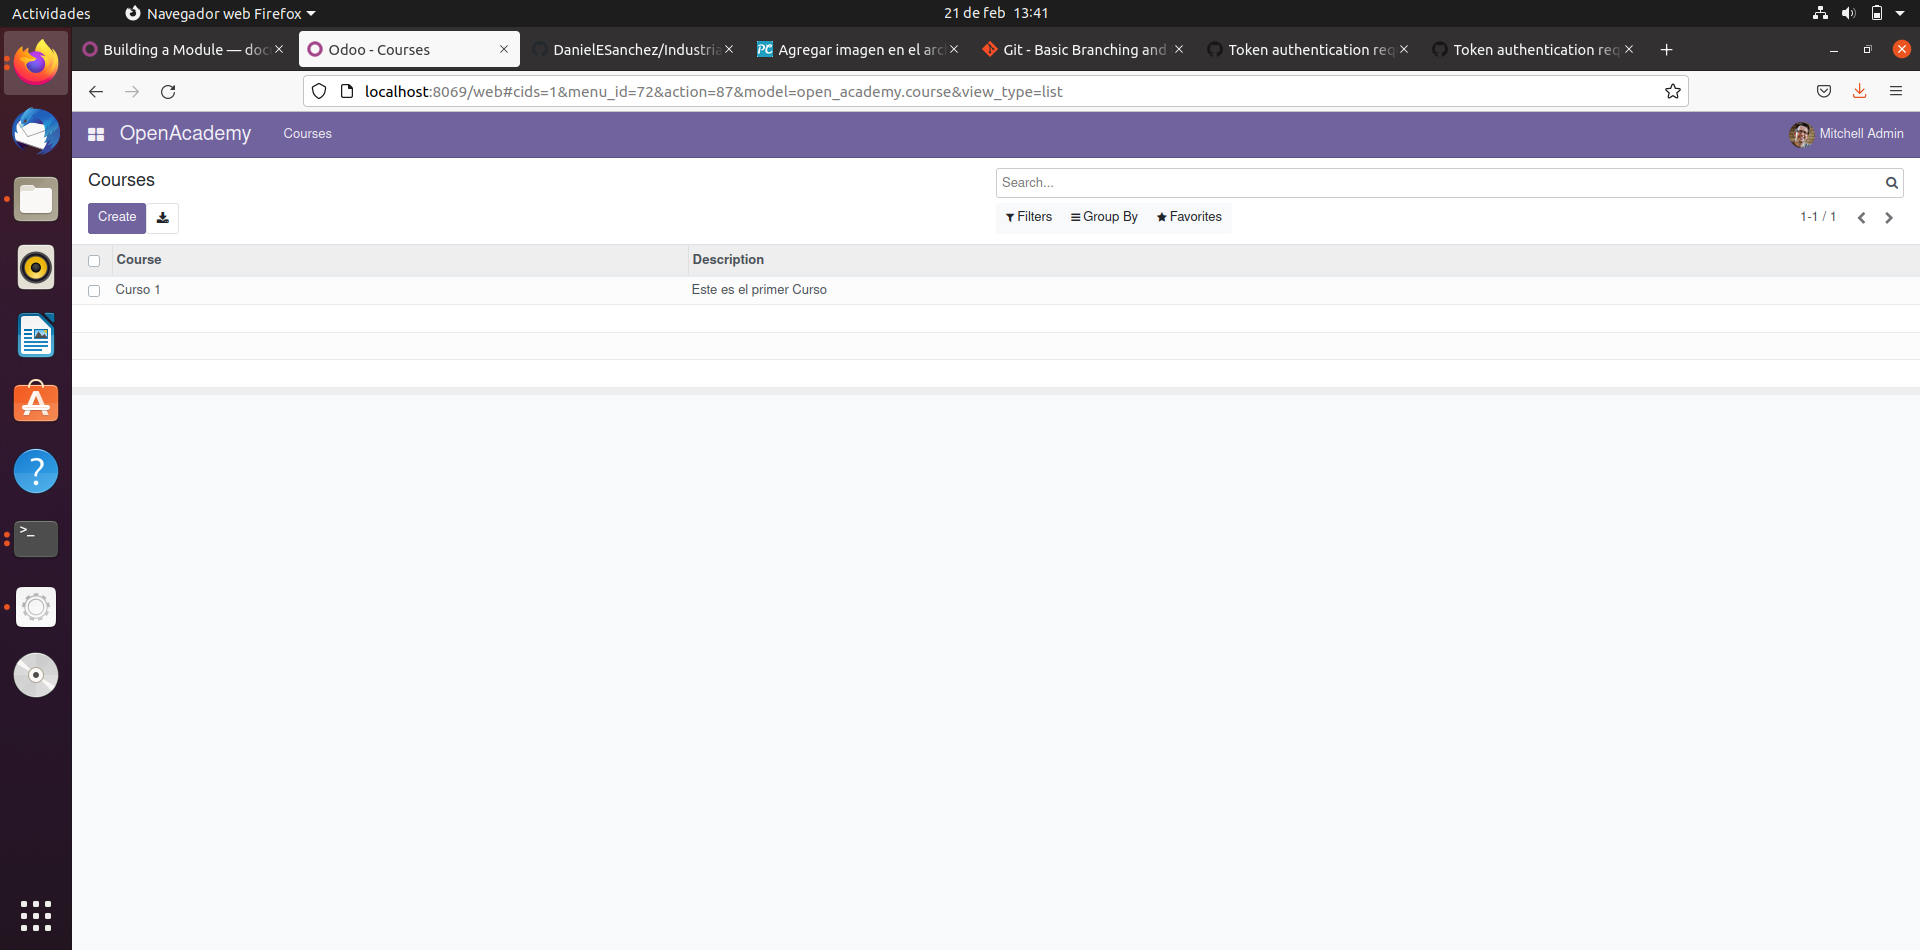 Actividades
Navegador web Firefox
21 de feb 13:41
Building a Module — doc
Odoo - Courses
DanielESanchez/Industria
PC Agregar imagen en el arc
Git - Basic Branching and
Token authentication req
Token authentication req
localhost:8069/web#cids=1&menu_id=72&action=87&model=open_academy.course&view_type=list
OpenAcademy
Courses
Mitchell Admin
Courses
Search...
Create
Filters
Group By
Favorites
1-1 / 1
Course
Description
Curso 1
Este es el primer Curso